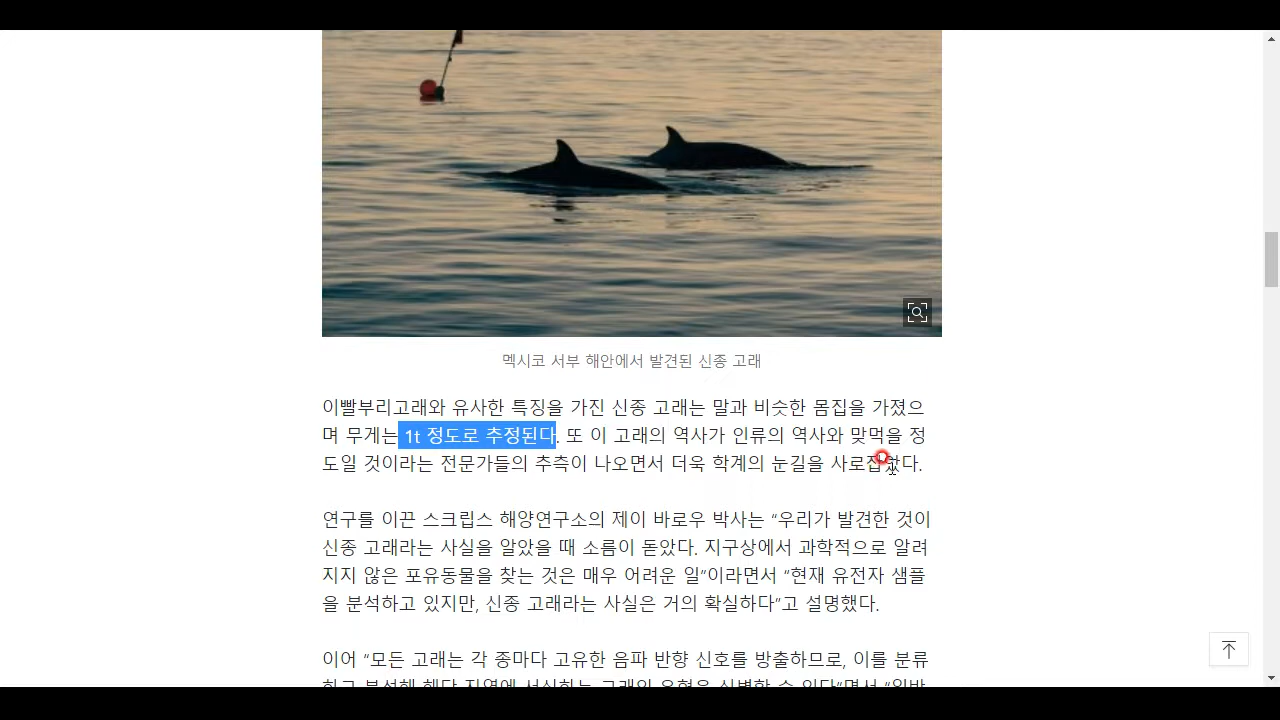 멕시코 서부 해안에서 발견된 신종 고래
이빨부리고래와 유사한 특징을 가진 신종 고래는 말과 비슷한 몸집을 가졌으
며 무게는 1t 정도로 추정된다. 또 이 고래의 역사가 인류의 역사와 맞먹을 정
도일 것이라는 전문가들의 추측이 나오면서 더욱 학계의 눈길을 사로잡았다.
연구를 이끈 스크립스 해양연구소의 제이 바로우 박사는 “우리가 발견한 것이
신종 고래라는 사실을 알았을 때 소름이 돋았다. 지구상에서 과학적으로 알려
지지 않은 포유동물을 찾는 것은 매우 어려운 일”이라면서 “현재 유전자 샘플
을 분석하고 있지만, 신종 고래라는 사실은 거의 확실하다”고 설명했다.
이어 “모든 고래는 각 종마다 고유한 음파 반향 신호를 방출하므로, 이를 분류